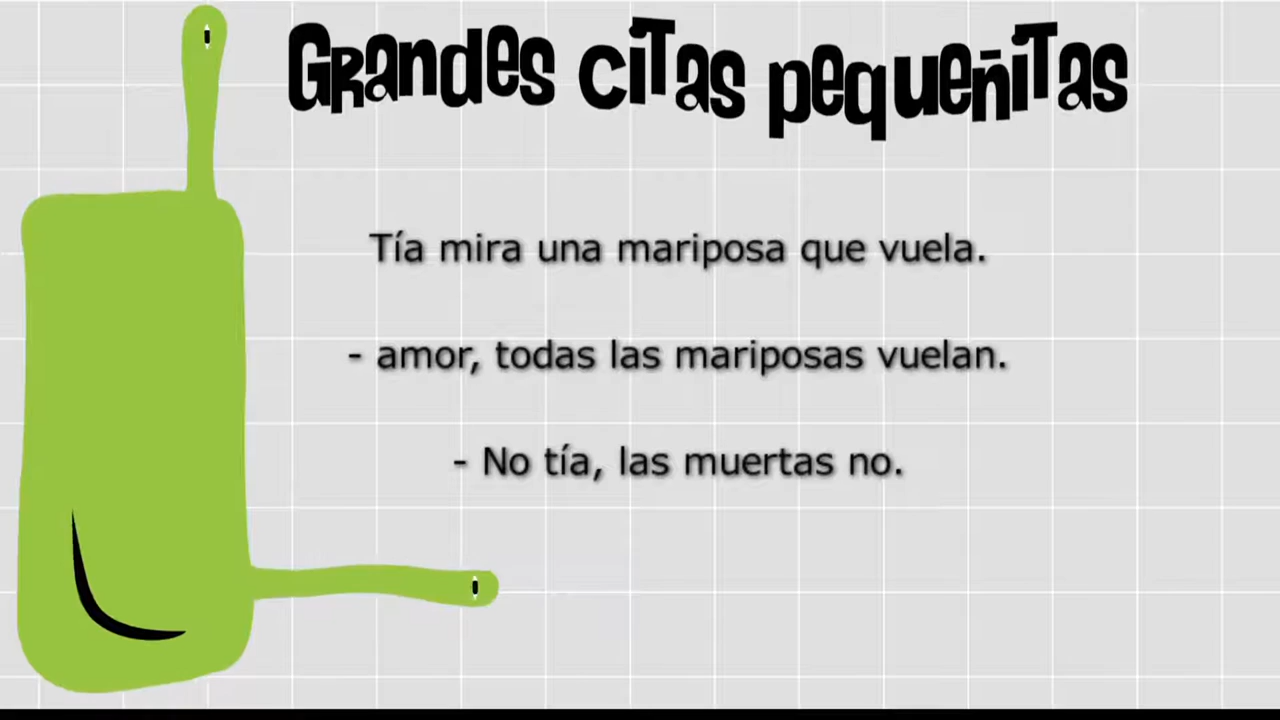 Grandes citas pequeñitas
Tía mira una mariposa que vuela.
- amor, todas las mariposas vuelan.
- No tía, las muertas no.